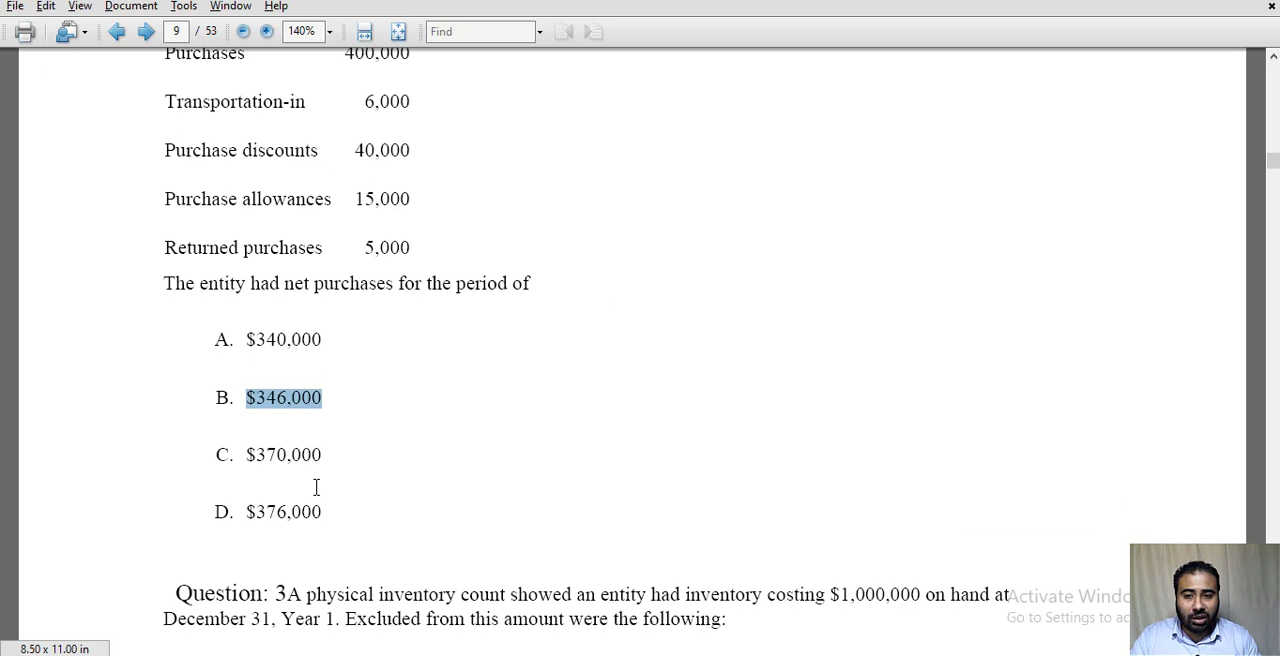 File Edit View Document Tools Window Help
9 / 53 140% Find
Purchases 400,000
Transportation-in 6,000
Purchase discounts 40,000
Purchase allowances 15,000
Returned purchases 5,000
The entity had net purchases for the period of
A. $340,000
B. $346,000
C. $370,000
D. $376,000
Question: 3A physical inventory count showed an entity had inventory costing $1,000,000 on hand at
December 31, Year 1. Excluded from this amount were the following:
Activate Windo
Go to Settings to ac
8.50 x 11.00 in